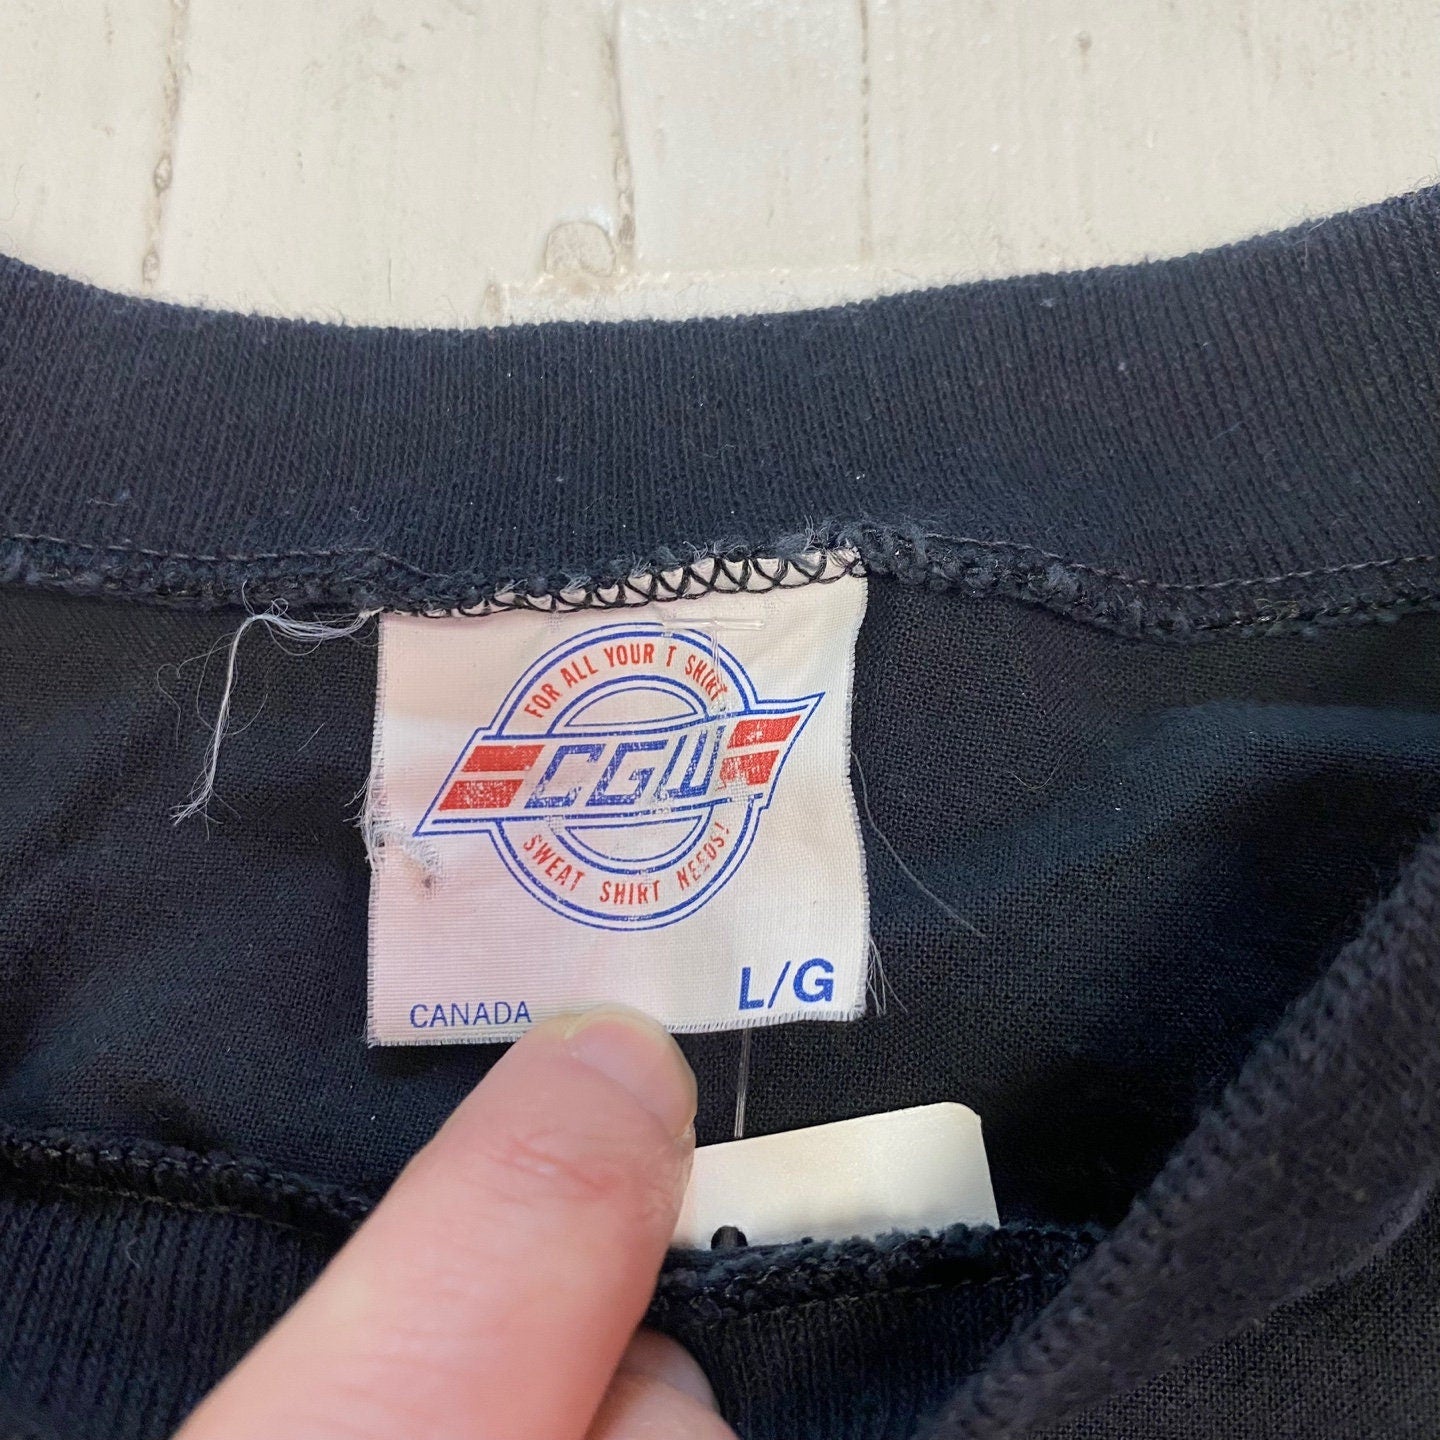 FOR ALL YOUR T SHIRT
CGW
SWEAT SHIRT NEEDS!
L/G
CANADA